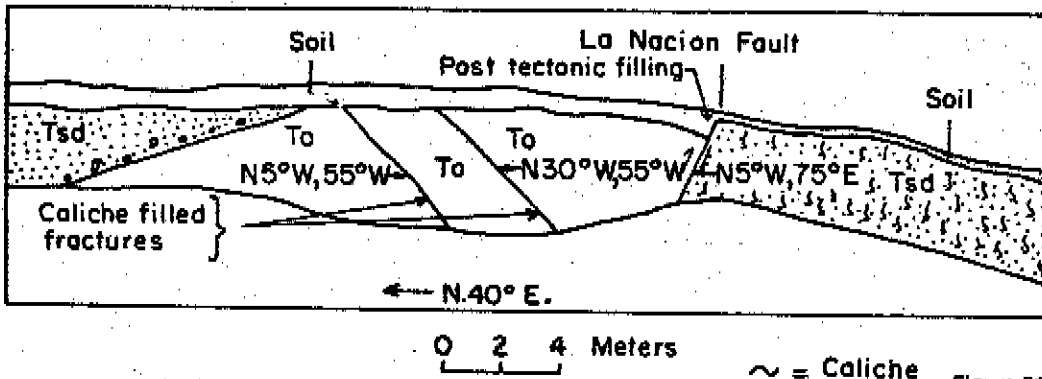 Soil
La Nacion Fault
Post tectonic filling
Soil
Tsd
To
To
To
N5°W,55°W
N30°W,55°W
N5°W,75°E
Tsd
Caliche filled
fractures
N.40° E.
0 2 4 Meters
~ = Caliche